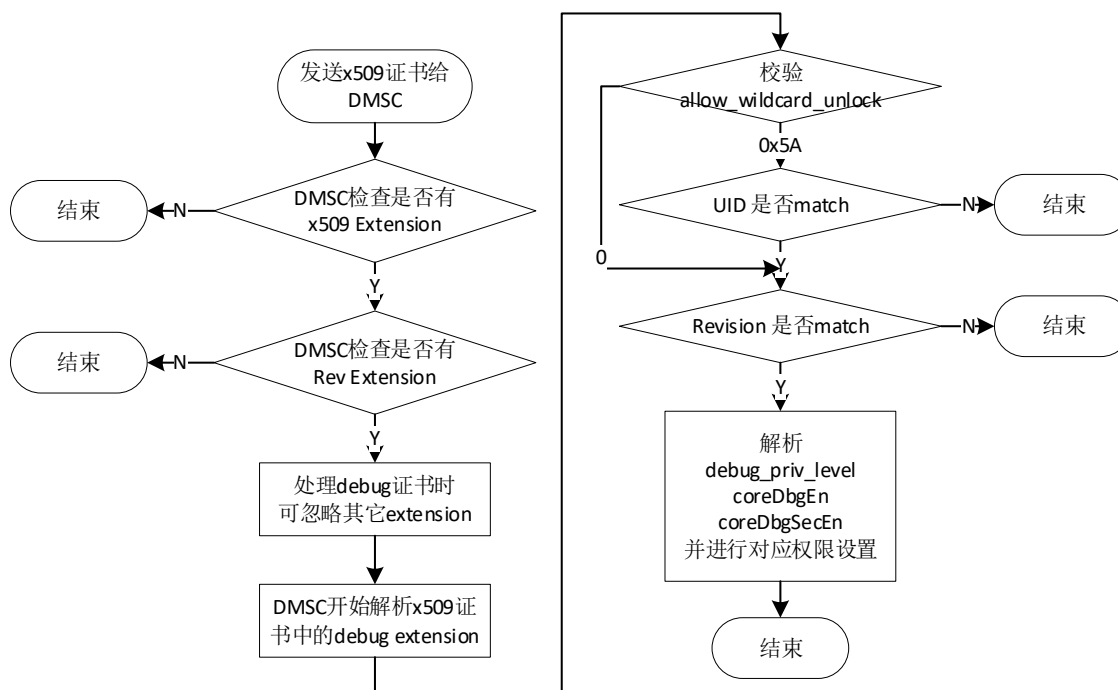 发送x509证书给
DMSC
DMSC检查是否有
x509 Extension
N
结束
Y
DMSC检查是否有
Rev Extension
N
结束
Y
处理debug证书时
可忽略其它extension
DMSC开始解析x509证
书中的debug extension
校验
allow_wildcard_unlock
0x5A
0
UID 是否match
N
结束
Y
Revision 是否match
N
结束
Y
解析
debug_priv_level
coreDbgEn
coreDbgSecEn
并进行对应权限设置
结束